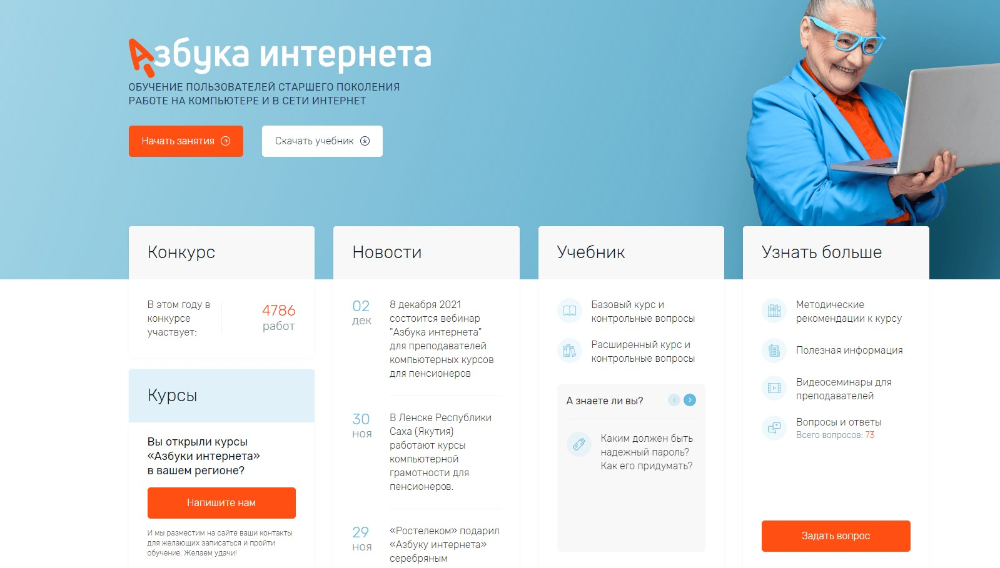 Азбука интернета
ОБУЧЕНИЕ ПОЛЬЗОВАТЕЛЕЙ СТАРШЕГО ПОКОЛЕНИЯ
РАБОТЕ НА КОМПЬЮТЕРЕ И В СЕТИ ИНТЕРНЕТ
Начать занятия
Скачать учебник
Конкурс
В этом году в
конкурсе
участвует:
4786
работ
Курсы
Вы открыли курсы
«Азбуки интернета»
в вашем регионе?
Напишите нам
И мы разместим на сайте ваши контакты
для желающих записаться и пройти
обучение. Желаем удачи!
Новости
02
дек
8 декабря 2021
состоится вебинар
"Азбука интернета"
для преподавателей
компьютерных курсов
для пенсионеров
30
ноя
В Ленске Республики
Саха (Якутия)
работают курсы
компьютерной
грамотности для
пенсионеров.
29
ноя
«Ростелеком» подарил
«Азбуку интернета»
серебряным
Учебник
Базовый курс и
контрольные вопросы
Расширенный курс и
контрольные вопросы
А знаете ли вы?
Каким должен быть
надежный пароль?
Как его придумать?
Узнать больше
Методические
рекомендации к курсу
Полезная информация
Видеосеминары для
преподавателей
Вопросы и ответы
Всего вопросов: 73
Задать вопрос